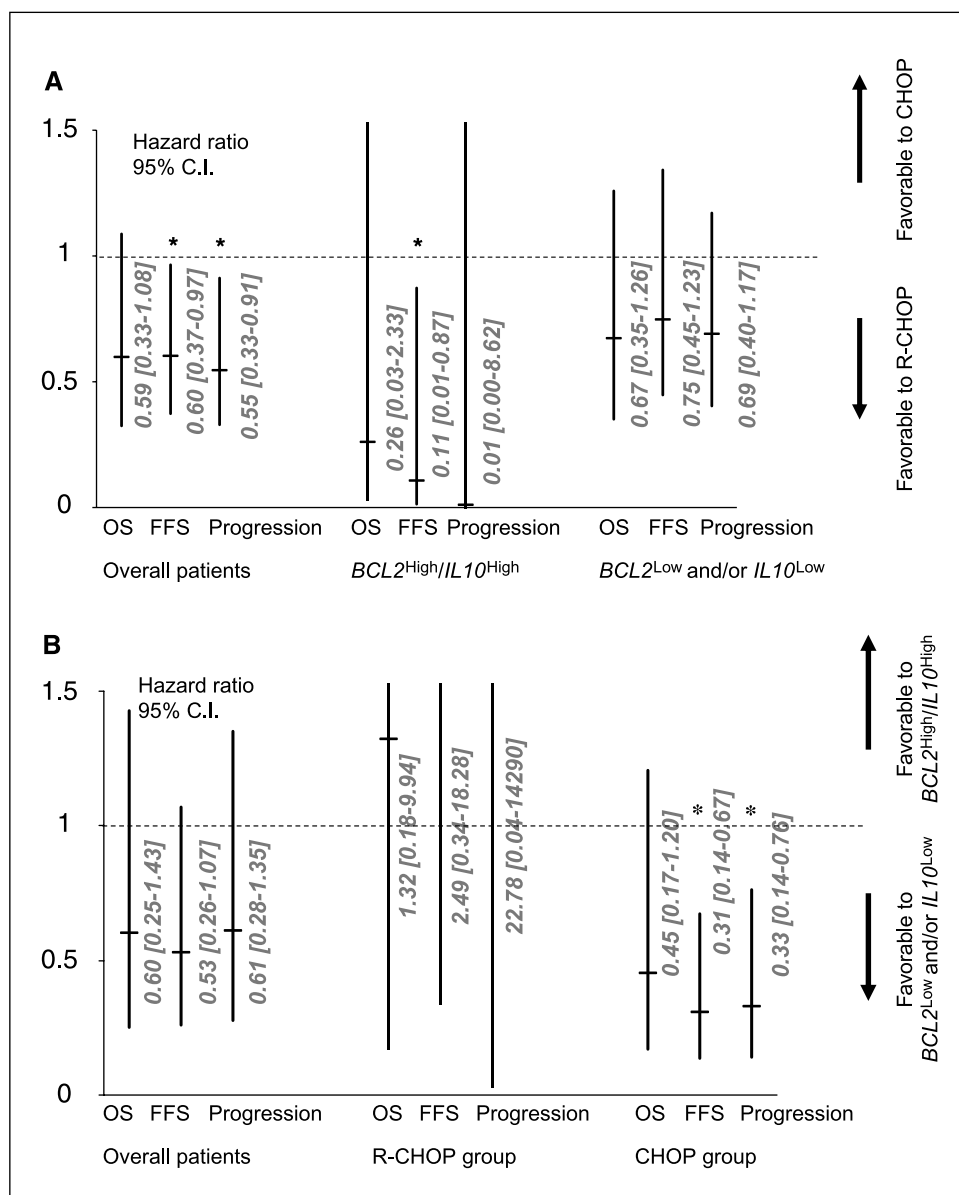 A
1.5
1
0.5
0
Hazard ratio
95% C.I.
*
*
*
0.59 [0.33-1.08]
0.60 [0.37-0.97]
0.55 [0.33-0.91]
0.26 [0.03-2.33]
0.11 [0.01-0.87]
0.01 [0.00-8.62]
0.67 [0.35-1.26]
0.75 [0.45-1.23]
0.69 [0.40-1.17]
OS FFS Progression
OS FFS Progression
OS FFS Progression
Overall patients
BCL2High/IL10High
BCL2Low and/or IL10Low
Favorable to CHOP
Favorable to R-CHOP
B
1.5
1
0.5
0
Hazard ratio
95% C.I.
*
*
0.60 [0.25-1.43]
0.53 [0.26-1.07]
0.61 [0.28-1.35]
1.32 [0.18-9.94]
2.49 [0.34-18.28]
22.78 [0.04-14290]
0.45 [0.17-1.20]
0.31 [0.14-0.67]
0.33 [0.14-0.76]
OS FFS Progression
OS FFS Progression
OS FFS Progression
Overall patients
R-CHOP group
CHOP group
Favorable to
BCL2High/IL10High
Favorable to
BCL2Low and/or IL10Low